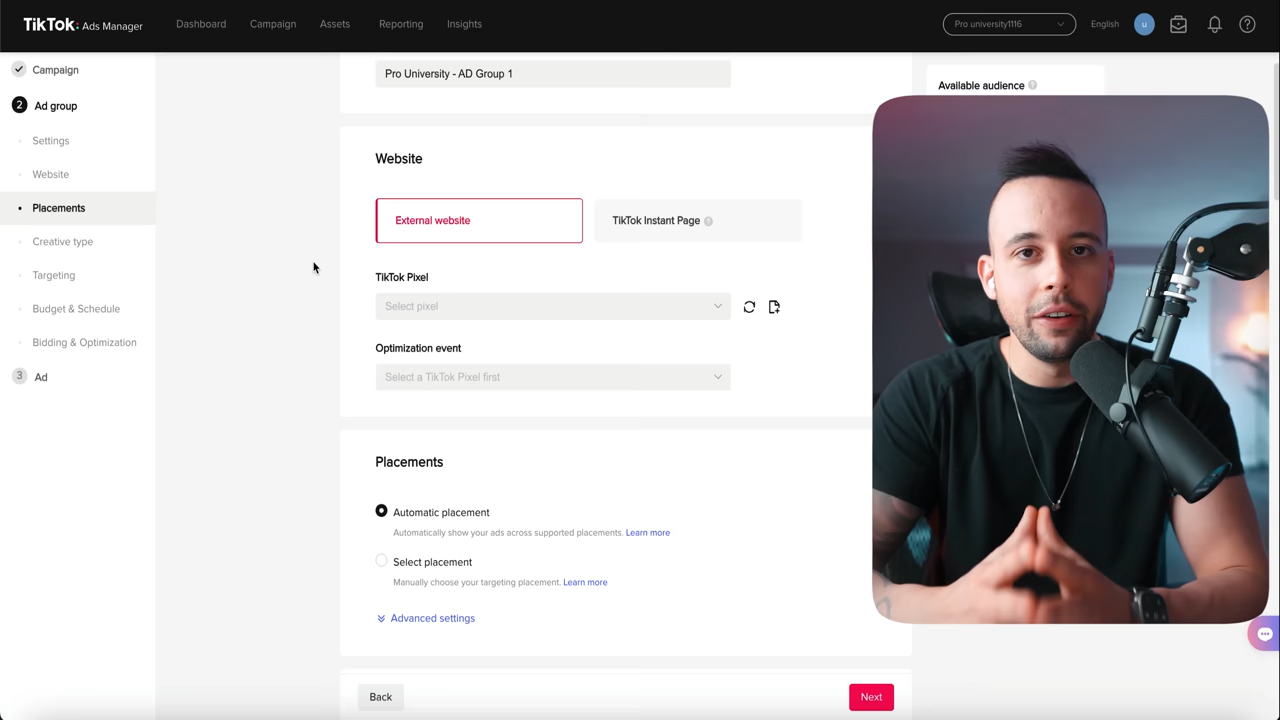 TikTok: Ads Manager
Dashboard
Campaign
Assets
Reporting
Insights
Pro university1116
English
u
Campaign
2 Ad group
Settings
Website
Placements
Creative type
Targeting
Budget & Schedule
Bidding & Optimization
3 Ad
Pro University - AD Group 1
Website
External website
TikTok Instant Page
TikTok Pixel
Select pixel
Optimization event
Select a TikTok Pixel first
Placements
Automatic placement
Automatically show your ads across supported placements. Learn more
Select placement
Manually choose your targeting placement. Learn more
Advanced settings
Back
Next
Available audience